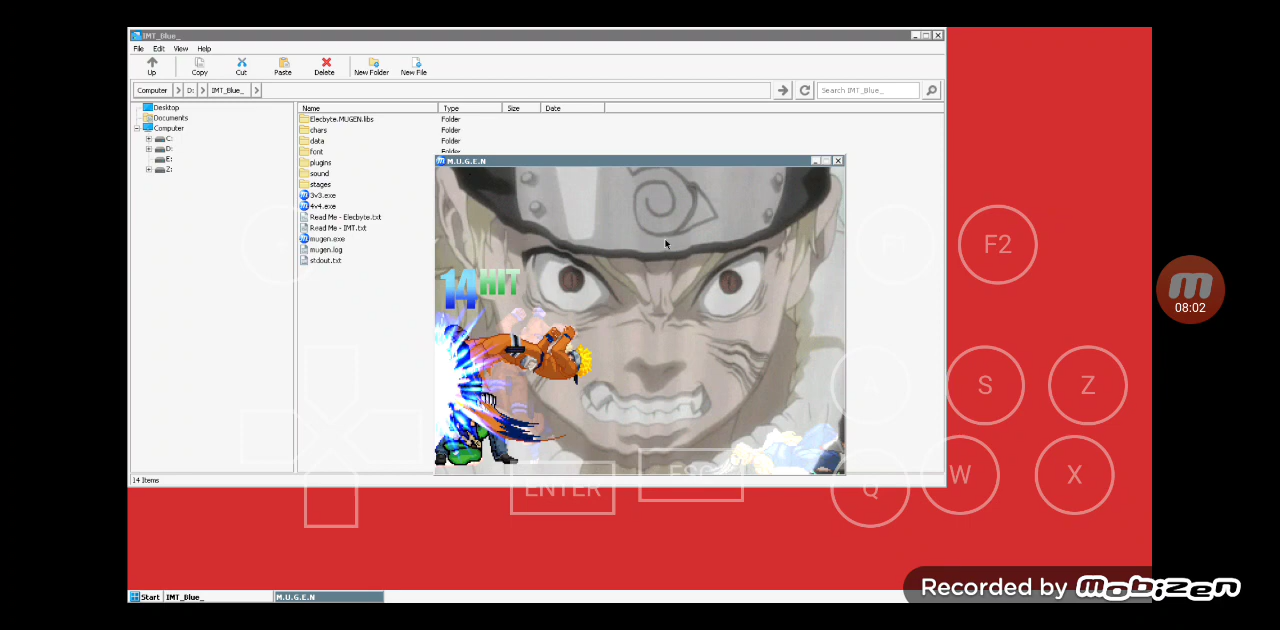 IMT_Blue_
File Edit View Help
Up Copy Cut Paste Delete New Folder New File
Computer D: IMT_Blue_ Search IMT_Blue_
Name Type Size Date
Desktop
Documents
Computer
C:
D:
E:
Z:
Elecbyte.MUGEN.libs Folder
chars Folder
data Folder
font Folder
plugins
sound
stages
3v3.exe
4v4.exe
Read Me - Elecbyte.txt
Read Me - IMT.txt
mugen.exe
mugen.log
stdout.txt
M.U.G.E.N
14 HIT
F1
F2
08:02
A
S
Z
ENTER
ESC
Q
W
X
14 Items
Recorded by Mobizen
Start IMT_Blue_ M.U.G.E.N